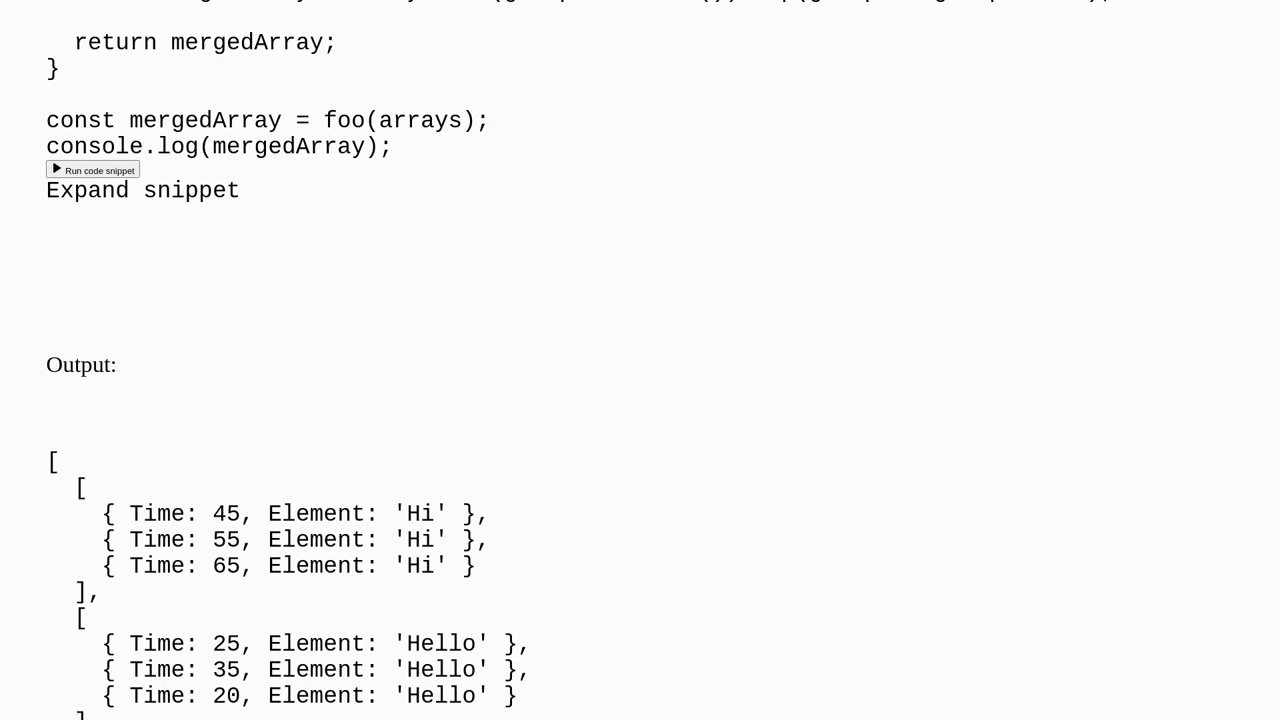 return mergedArray;
}
const mergedArray = foo(arrays);
console.log(mergedArray);
Run code snippet
Expand snippet
Output:
[
[
{ Time: 45, Element: 'Hi' },
{ Time: 55, Element: 'Hi' },
{ Time: 65, Element: 'Hi' }
],
[
{ Time: 25, Element: 'Hello' },
{ Time: 35, Element: 'Hello' },
{ Time: 20, Element: 'Hello' }
]